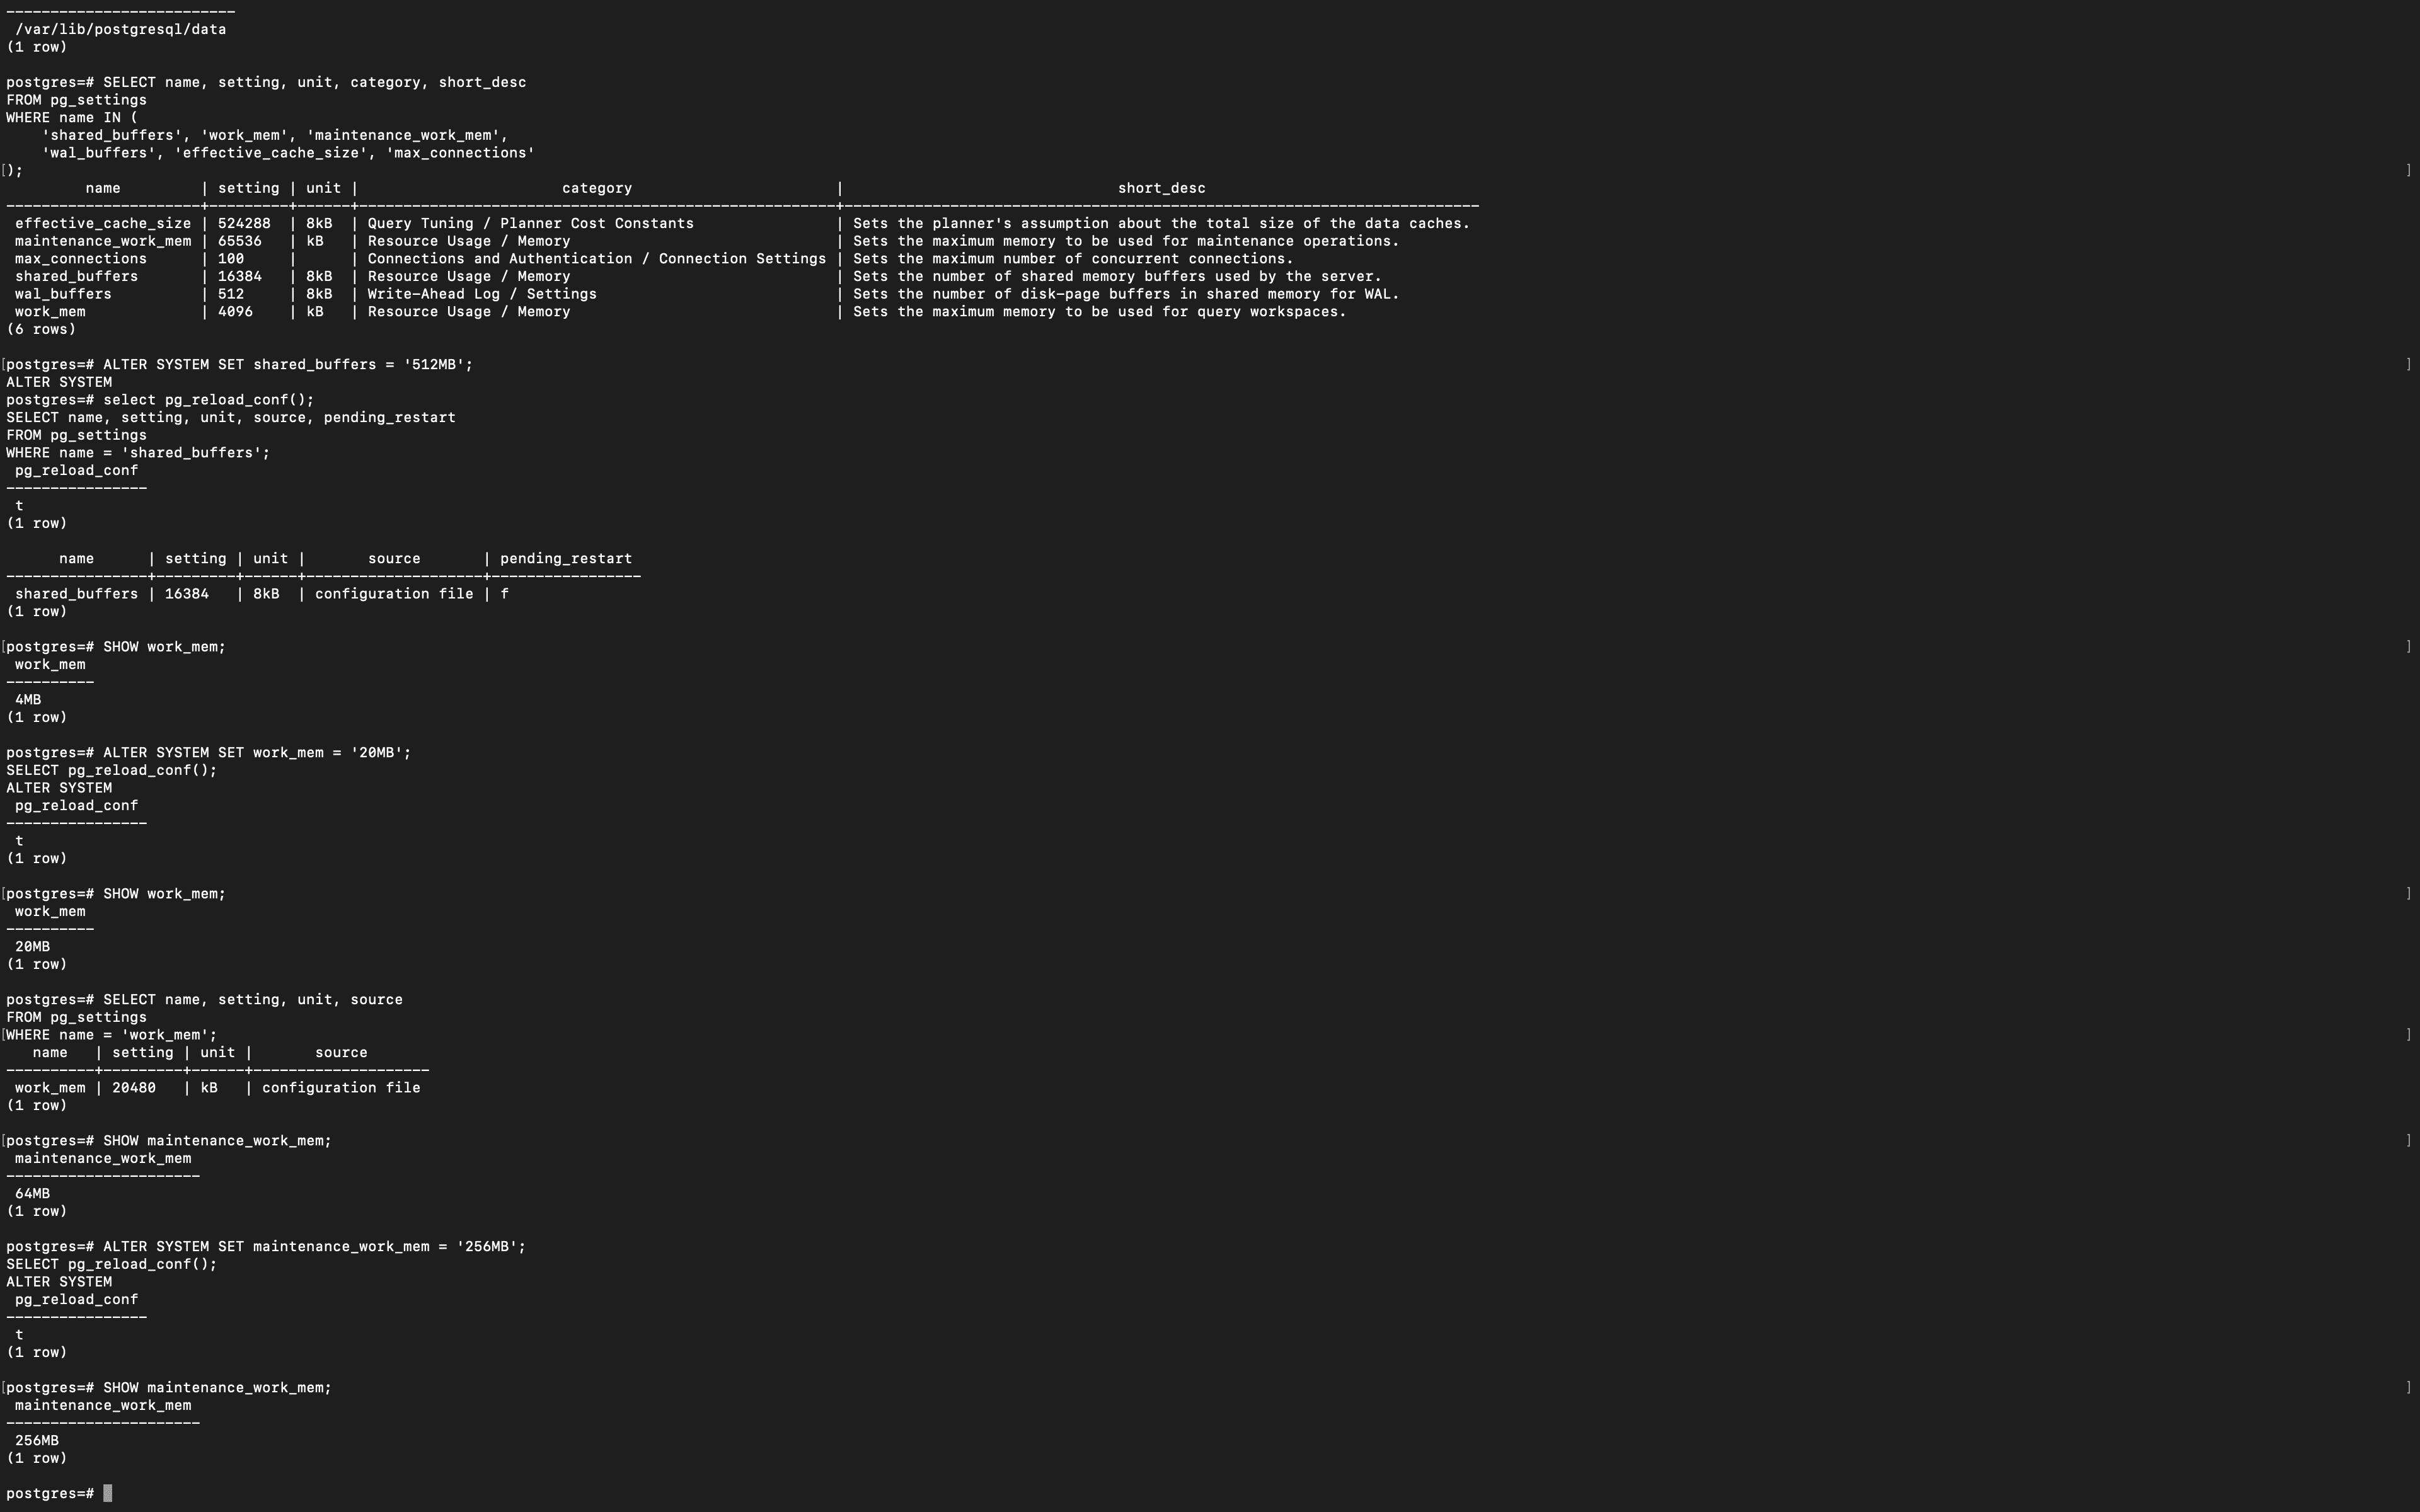 --------------------------
 /var/lib/postgresql/data
(1 row)

postgres=# SELECT name, setting, unit, category, short_desc
FROM pg_settings
WHERE name IN (
    'shared_buffers', 'work_mem', 'maintenance_work_mem',
    'wal_buffers', 'effective_cache_size', 'max_connections'
[); ]
        name         | setting | unit |                       category                       |                               short_desc
----------------------+---------+------+------------------------------------------------------+------------------------------------------------------------------------
 effective_cache_size | 524288  | 8kB  | Query Tuning / Planner Cost Constants                | Sets the planner's assumption about the total size of the data caches.
 maintenance_work_mem | 65536   | kB   | Resource Usage / Memory                              | Sets the maximum memory to be used for maintenance operations.
 max_connections      | 100     |      | Connections and Authentication / Connection Settings | Sets the maximum number of concurrent connections.
 shared_buffers       | 16384   | 8kB  | Resource Usage / Memory                              | Sets the number of shared memory buffers used by the server.
 wal_buffers          | 512     | 8kB  | Write-Ahead Log / Settings                           | Sets the number of disk-page buffers in shared memory for WAL.
 work_mem             | 4096    | kB   | Resource Usage / Memory                              | Sets the maximum memory to be used for query workspaces.
(6 rows)

[postgres=# ALTER SYSTEM SET shared_buffers = '512MB'; ]
ALTER SYSTEM
postgres=# select pg_reload_conf();
SELECT name, setting, unit, source, pending_restart
FROM pg_settings
WHERE name = 'shared_buffers';
 pg_reload_conf
----------------
 t
(1 row)

      name      | setting | unit |       source       | pending_restart
----------------+---------+------+--------------------+-----------------
 shared_buffers | 16384   | 8kB  | configuration file | f
(1 row)

[postgres=# SHOW work_mem; ]
 work_mem
----------
 4MB
(1 row)

postgres=# ALTER SYSTEM SET work_mem = '20MB';
SELECT pg_reload_conf();
ALTER SYSTEM
 pg_reload_conf
----------------
 t
(1 row)

[postgres=# SHOW work_mem; ]
 work_mem
----------
 20MB
(1 row)

postgres=# SELECT name, setting, unit, source
FROM pg_settings
[WHERE name = 'work_mem'; ]
   name   | setting | unit |       source
----------+---------+------+--------------------
 work_mem | 20480   | kB   | configuration file
(1 row)

[postgres=# SHOW maintenance_work_mem; ]
 maintenance_work_mem
----------------------
 64MB
(1 row)

postgres=# ALTER SYSTEM SET maintenance_work_mem = '256MB';
SELECT pg_reload_conf();
ALTER SYSTEM
 pg_reload_conf
----------------
 t
(1 row)

[postgres=# SHOW maintenance_work_mem; ]
 maintenance_work_mem
----------------------
 256MB
(1 row)

postgres=#